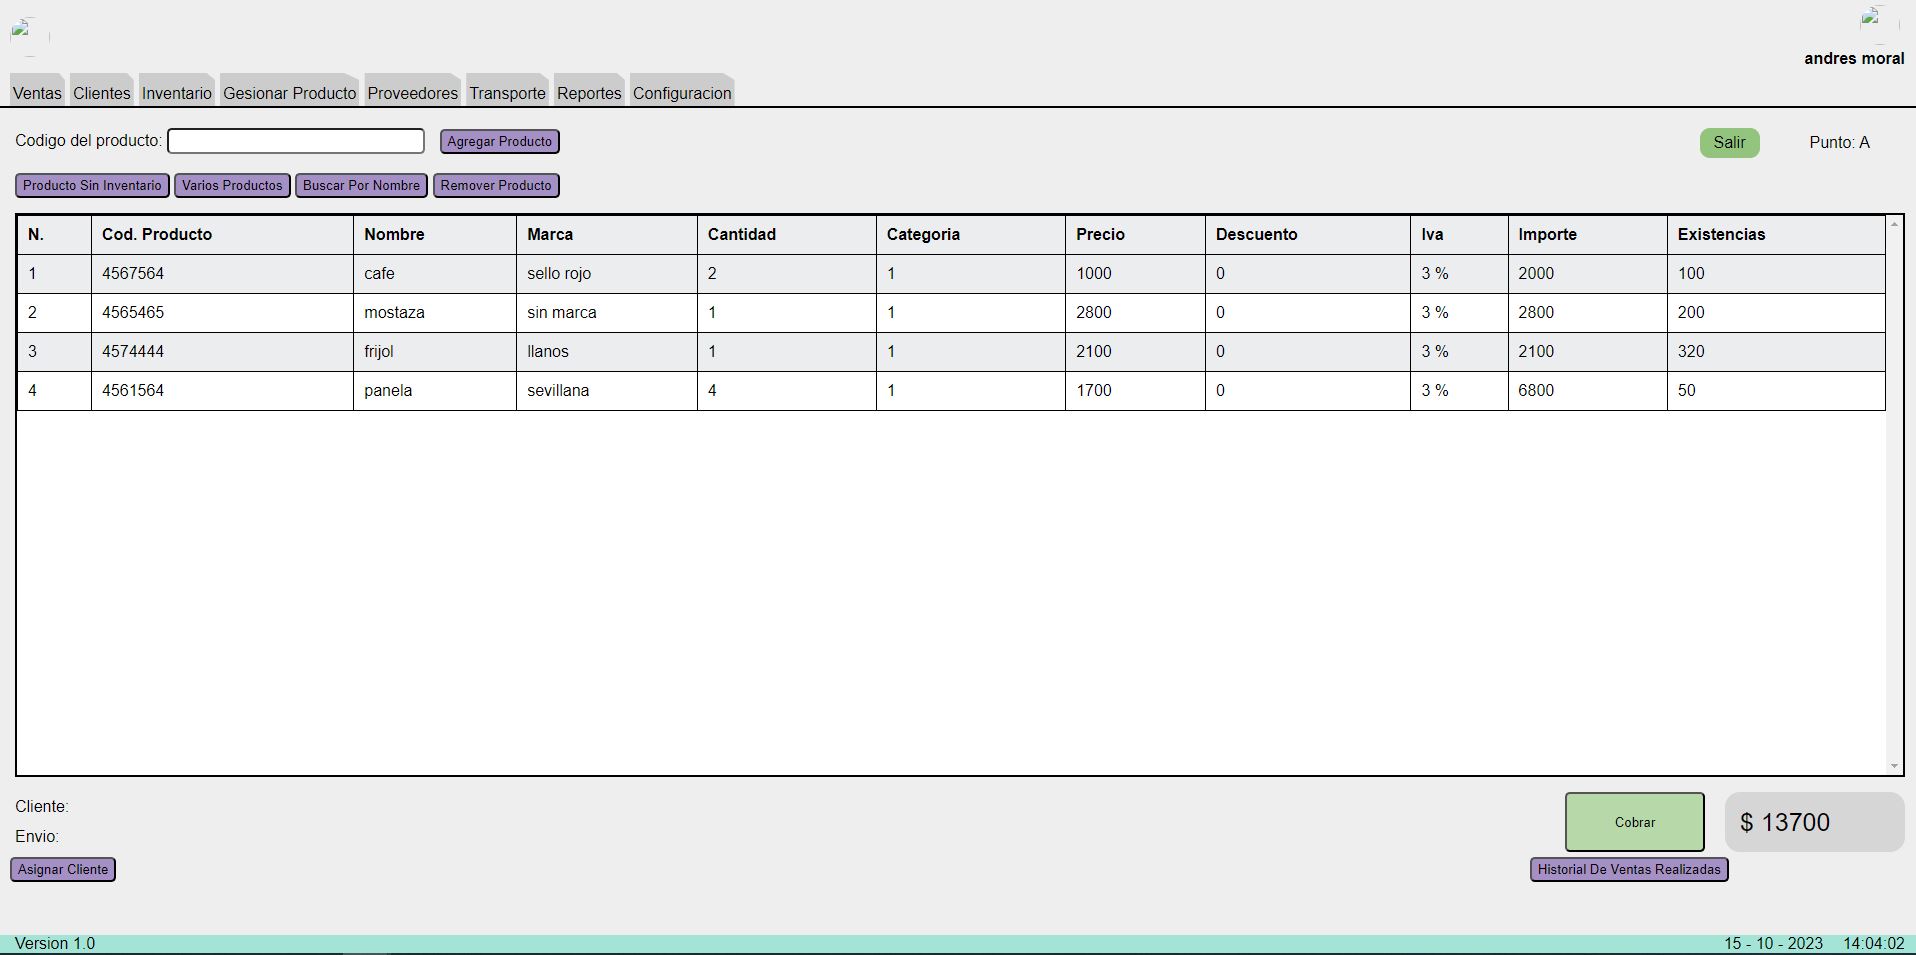 andres moral
Ventas Clientes Inventario Gesionar Producto Proveedores Transporte Reportes Configuracion
Codigo del producto: Agregar Producto Salir Punto: A
Producto Sin Inventario Varios Productos Buscar Por Nombre Remover Producto
N. Cod. Producto Nombre Marca Cantidad Categoria Precio Descuento Iva Importe Existencias
1 4567564 cafe sello rojo 2 1 1000 0 3 % 2000 100
2 4565465 mostaza sin marca 1 1 2800 0 3 % 2800 200
3 4574444 frijol llanos 1 1 2100 0 3 % 2100 320
4 4561564 panela sevillana 4 1 1700 0 3 % 6800 50
Cliente:
Cobrar $ 13700
Envio:
Asignar Cliente Historial De Ventas Realizadas
Version 1.0 15 - 10 - 2023 14:04:02